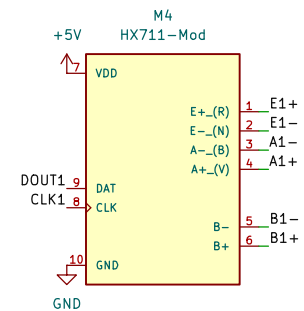 M4
HX711-Mod
+5V
7 VDD
E+_(R) 1 E1+
E-_(N) 2 E1-
A-_(B) 3 A1-
A+_(V) 4 A1+
DOUT1 9 DAT
CLK1 8 CLK
B- 5 B1-
B+ 6 B1+
10 GND
GND